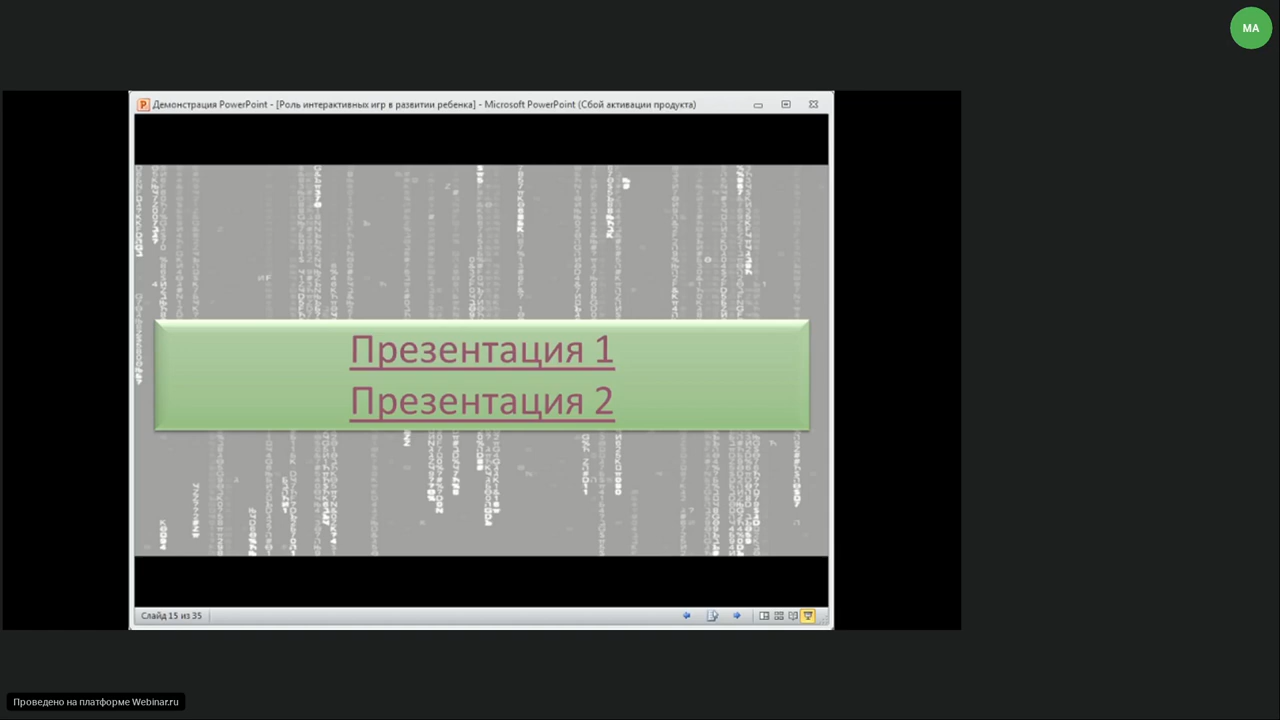 MA
Демонстрация PowerPoint - [Роль интерактивных игр в развитии ребенка] - Microsoft PowerPoint (Сбой активации продукта)
Презентация 1
Презентация 2
Слайд 15 из 35
Проведено на платформе Webinar.ru